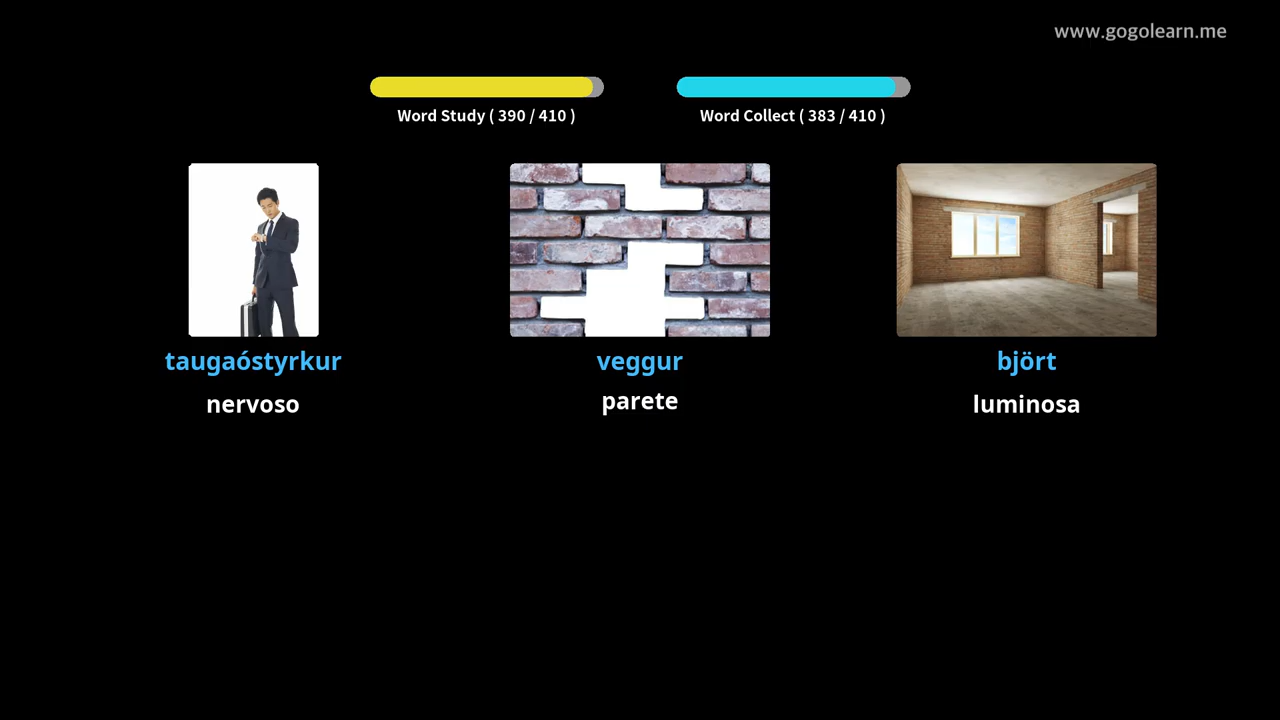 www.gogolearn.me
Word Study ( 390 / 410 )
Word Collect ( 383 / 410 )
taugaóstyrkur
veggur
björt
nervoso
parete
luminosa